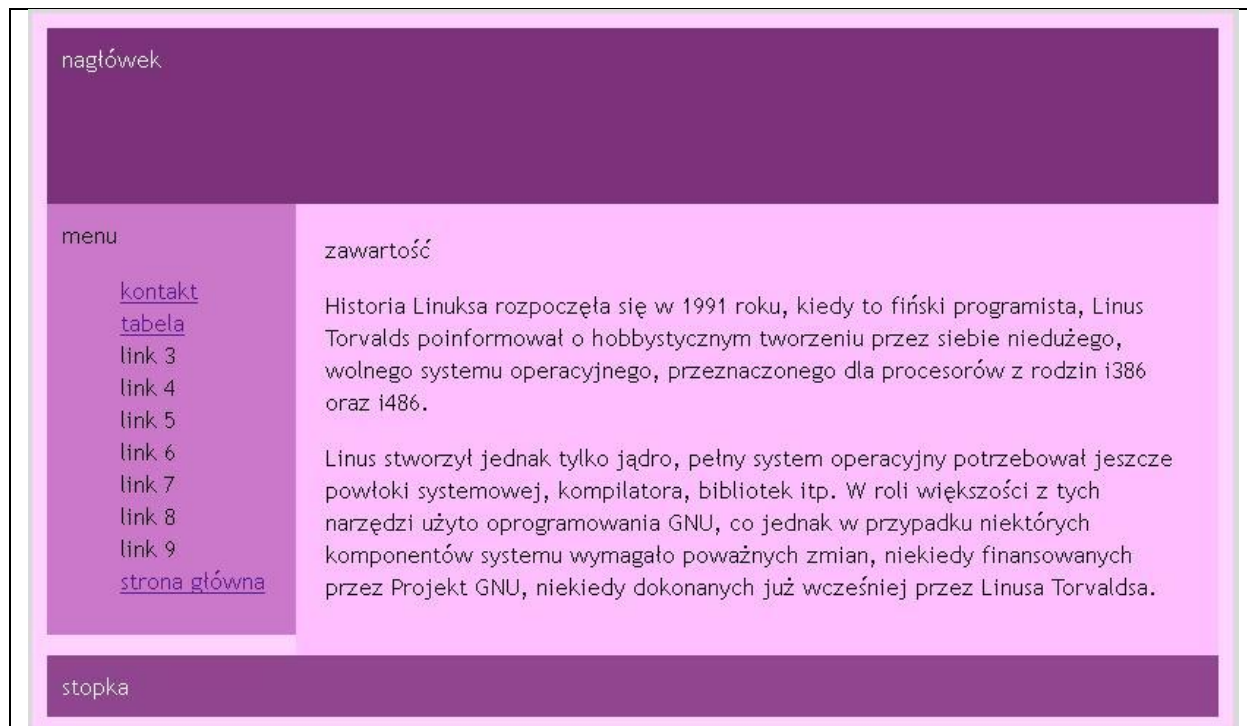 nagłówek
menu
kontakt
tabela
link 3
link 4
link 5
link 6
link 7
link 8
link 9
strona główna
zawartość
Historia Linuksa rozpoczęła się w 1991 roku, kiedy to fiński programista, Linus
Torvalds poinformował o hobbystycznym tworzeniu przez siebie niedużego,
wolnego systemu operacyjnego, przeznaczonego dla procesorów z rodzin i386
oraz i486.
Linus stworzył jednak tylko jądro, pełny system operacyjny potrzebował jeszcze
powłoki systemowej, kompilatora, bibliotek itp. W roli większości z tych
narzędzi użyto oprogramowania GNU, co jednak w przypadku niektórych
komponentów systemu wymagało poważnych zmian, niekiedy finansowanych
przez Projekt GNU, niekiedy dokonanych już wcześniej przez Linusa Torvaldsa.
stopka